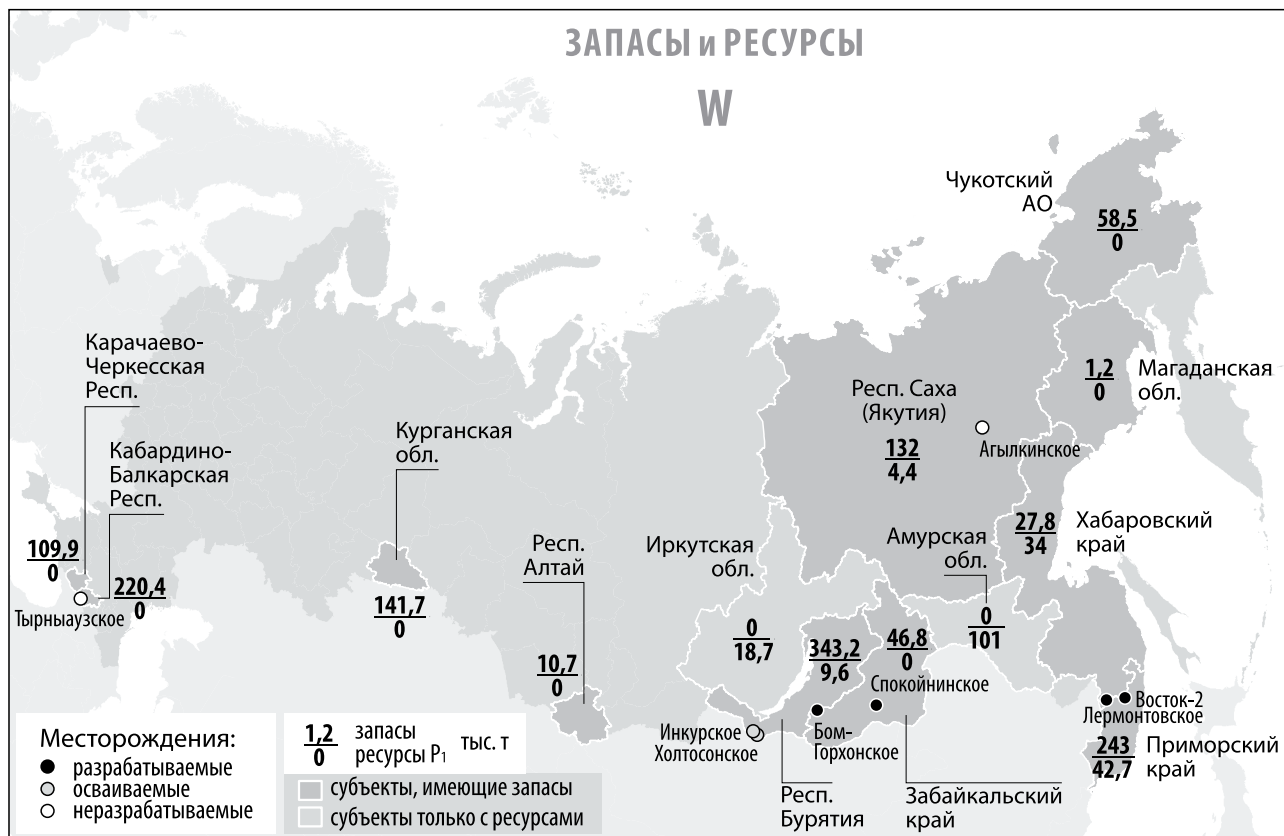 ЗАПАСЫ и РЕСУРСЫ
W
Чукотский
АО
58,5
0
Карачаево-
Черкесская
Респ.
Магаданская
обл.
1,2
0
Респ. Саха
(Якутия)
132
4,4
Агылкинское
Курганская
обл.
Кабардино-
Балкарская
Респ.
Хабаровский
край
27,8
34
Амурская
обл.
Иркутская
обл.
Респ.
Алтай
109,9
0
220,4
0
Тырныаузское
141,7
0
0
18,7
343,2
9,6
46,8
0
0
101
10,7
0
Спокойнинское
Восток-2
Лермонтовское
Инкурское
Холтосонское
Бом-
Горхонское
243
42,7
Приморский
край
Респ.
Бурятия
Забайкальский
край
Месторождения:
разрабатываемые
осваиваемые
неразрабатываемые
1,2
0
запасы
ресурсы P₁
тыс. т
субъекты, имеющие запасы
субъекты только с ресурсами